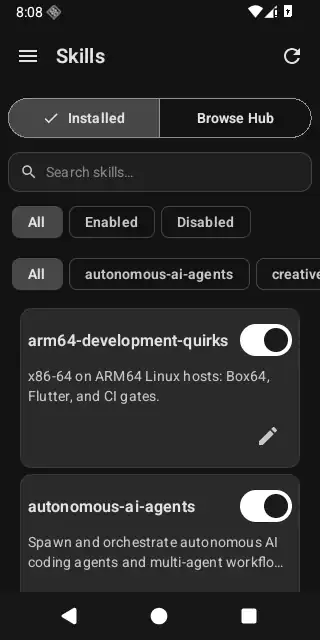 8:08
Skills
Installed
Browse Hub
Search skills...
All
Enabled
Disabled
All
autonomous-ai-agents
creative
arm64-development-quirks
x86-64 on ARM64 Linux hosts: Box64,
Flutter, and CI gates.
autonomous-ai-agents
Spawn and orchestrate autonomous AI
coding agents and multi-agent workflo...